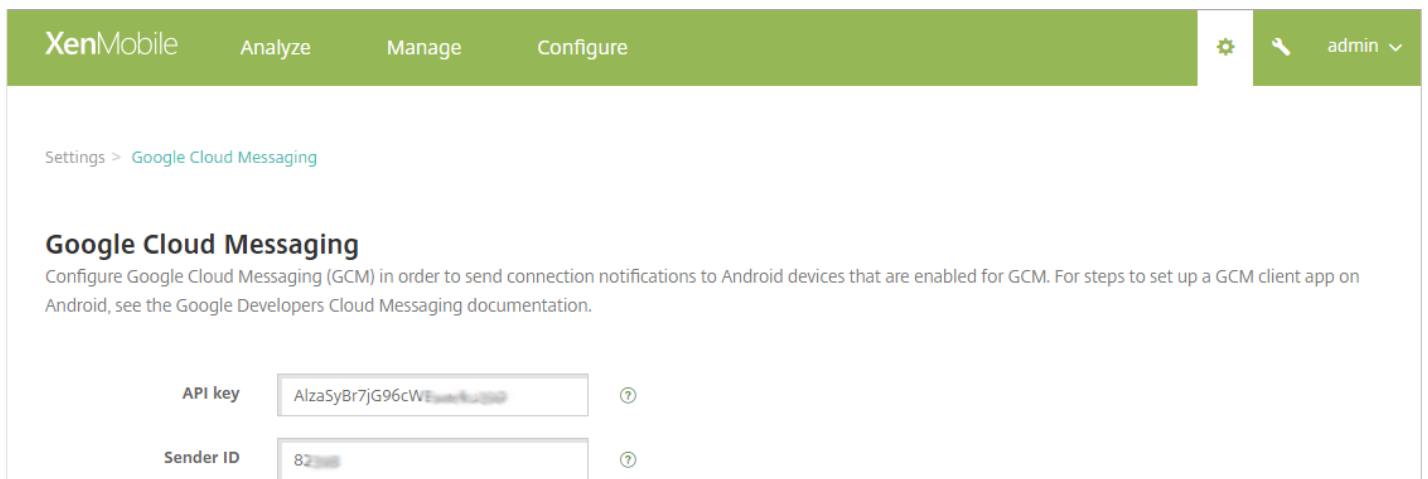 XenMobile Analyze Manage Configure admin
Settings > Google Cloud Messaging
Google Cloud Messaging
Configure Google Cloud Messaging (GCM) in order to send connection notifications to Android devices that are enabled for GCM. For steps to set up a GCM client app on
Android, see the Google Developers Cloud Messaging documentation.
API key AlzaSyBr7jG96cW ?
Sender ID 82 ?